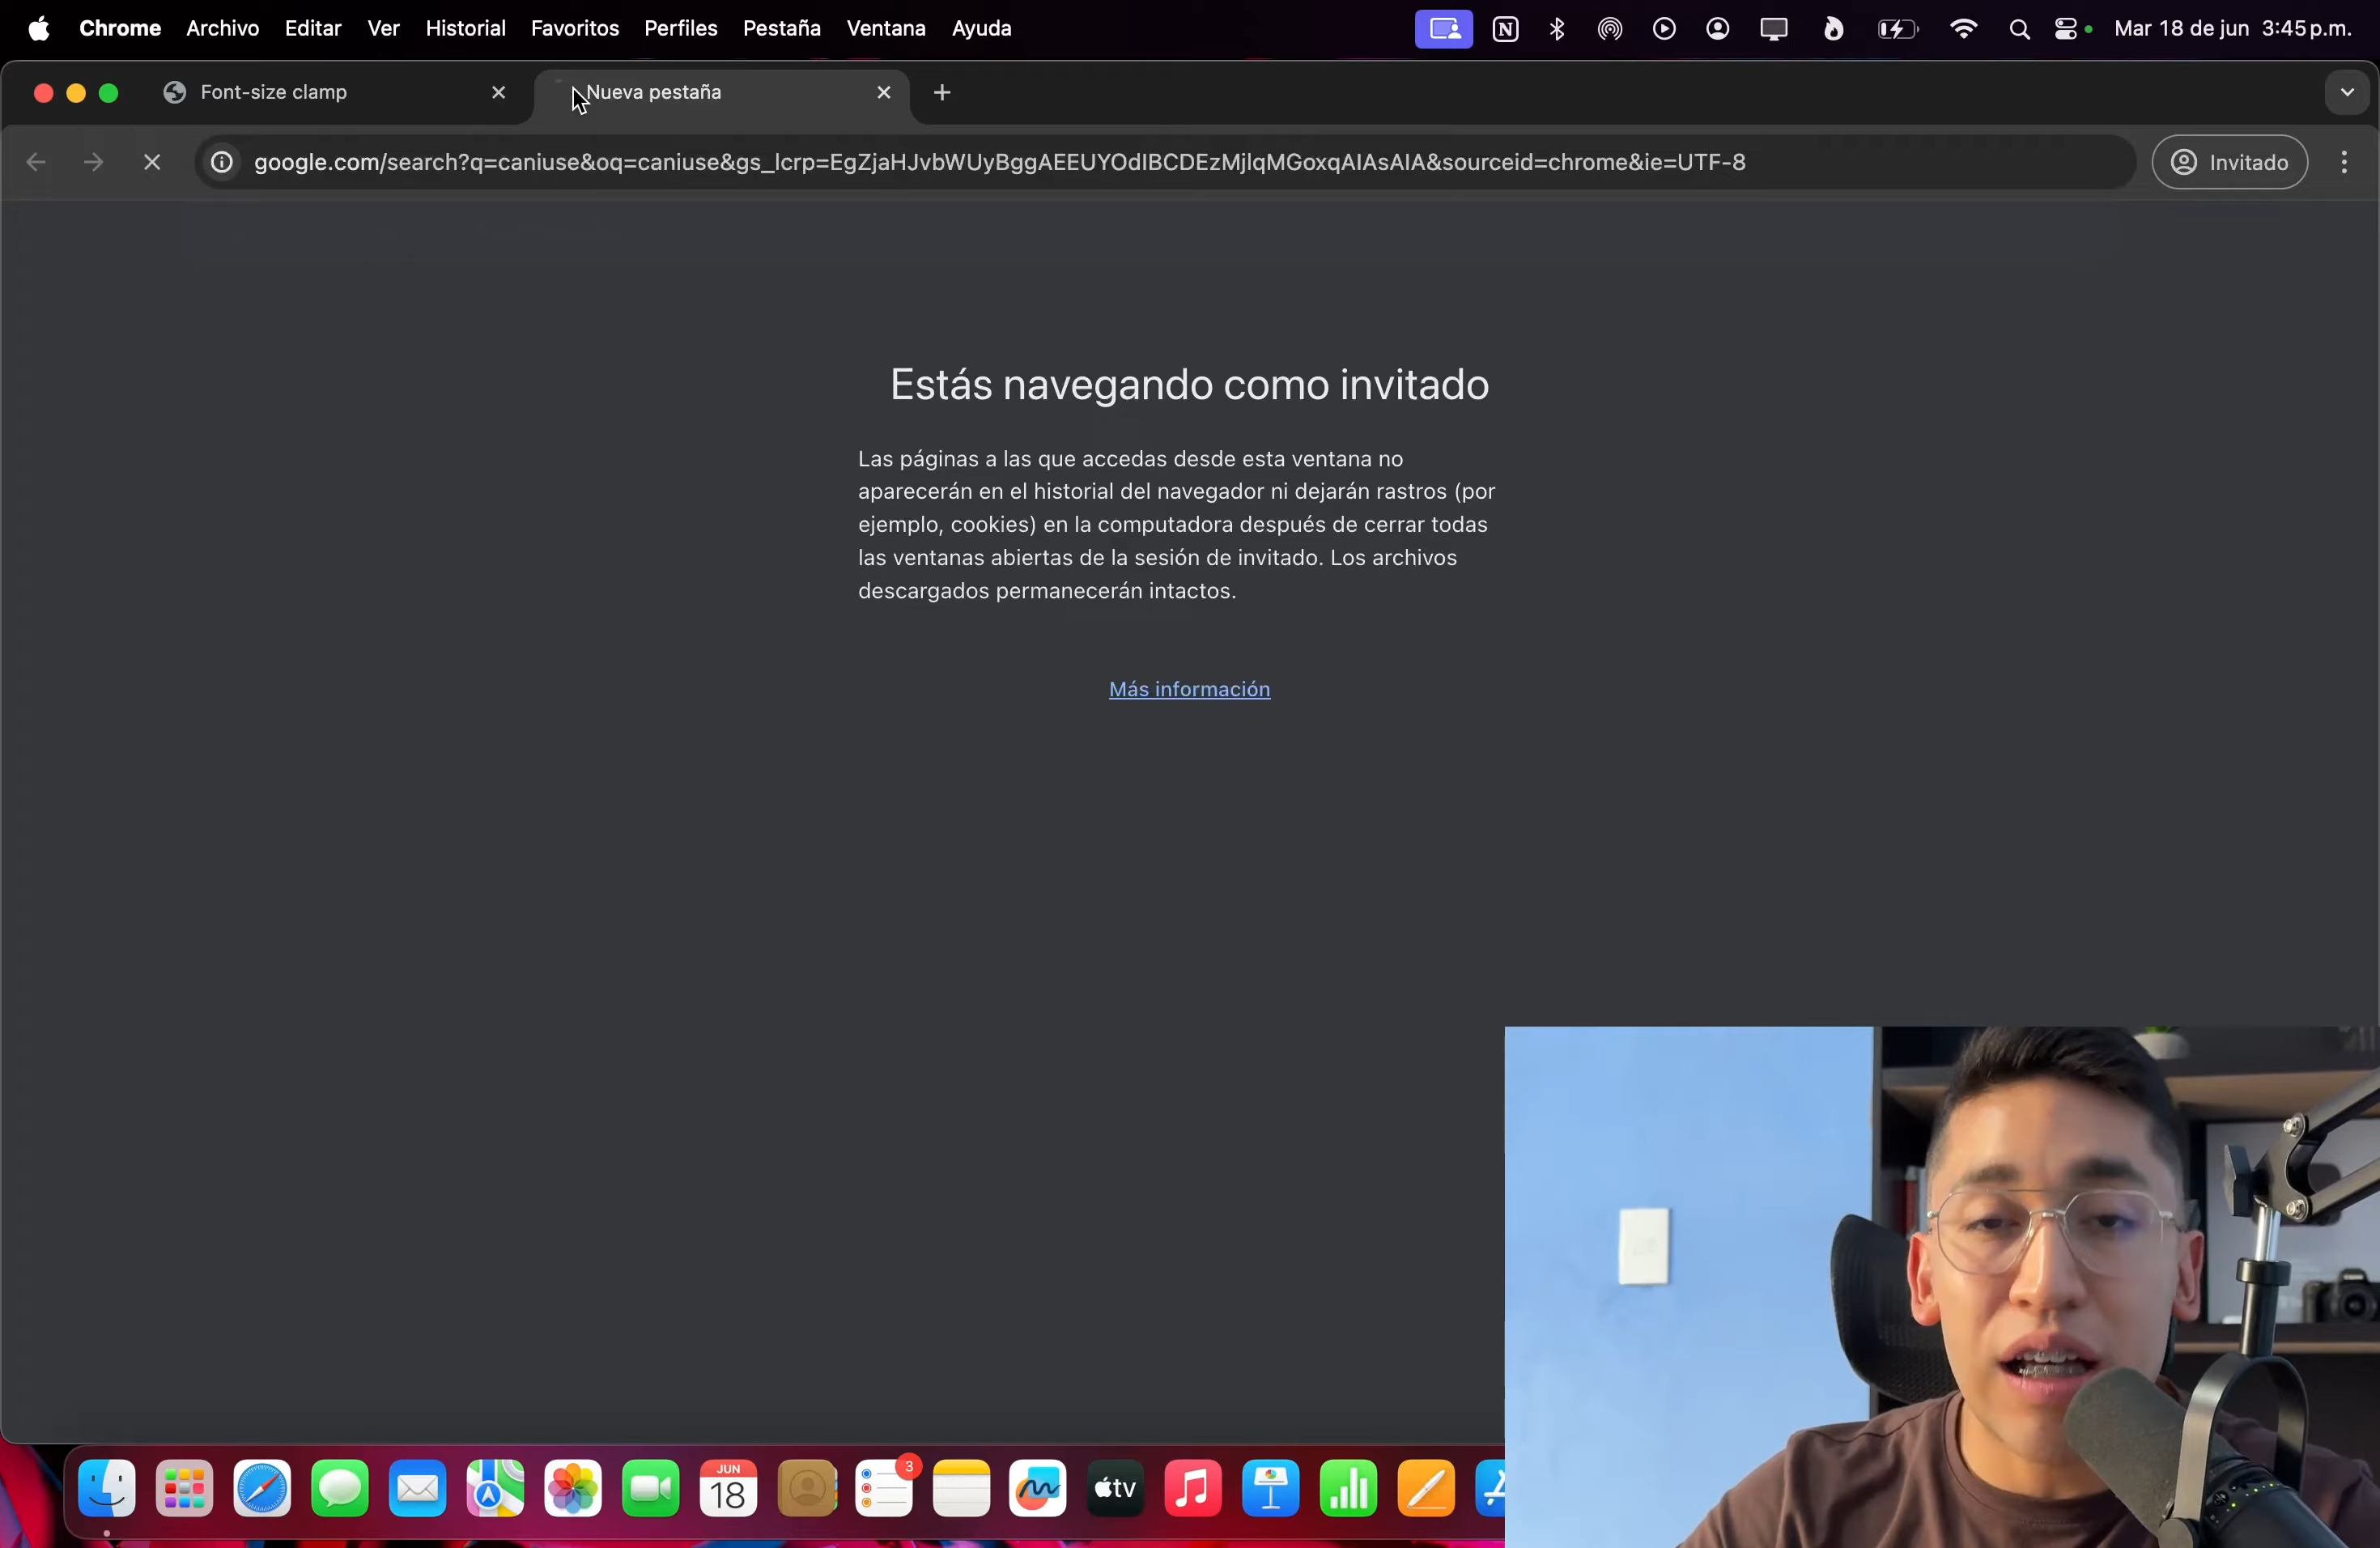 Chrome Archivo Editar Ver Historial Favoritos Perfiles Pestaña Ventana Ayuda Mar 18 de jun 3:45 p.m.
Font-size clamp
Nueva pestaña
google.com/search?q=caniuse&oq=caniuse&gs_lcrp=EgZjaHJvbWUyBggAEEUYOdIBCDEzMjlqMGoxqAIAsAIA&sourceid=chrome&ie=UTF-8
Invitado
Estás navegando como invitado
Las páginas a las que accedas desde esta ventana no
aparecerán en el historial del navegador ni dejarán rastros (por
ejemplo, cookies) en la computadora después de cerrar todas
las ventanas abiertas de la sesión de invitado. Los archivos
descargados permanecerán intactos.
Más información
JUN
18
3
tv